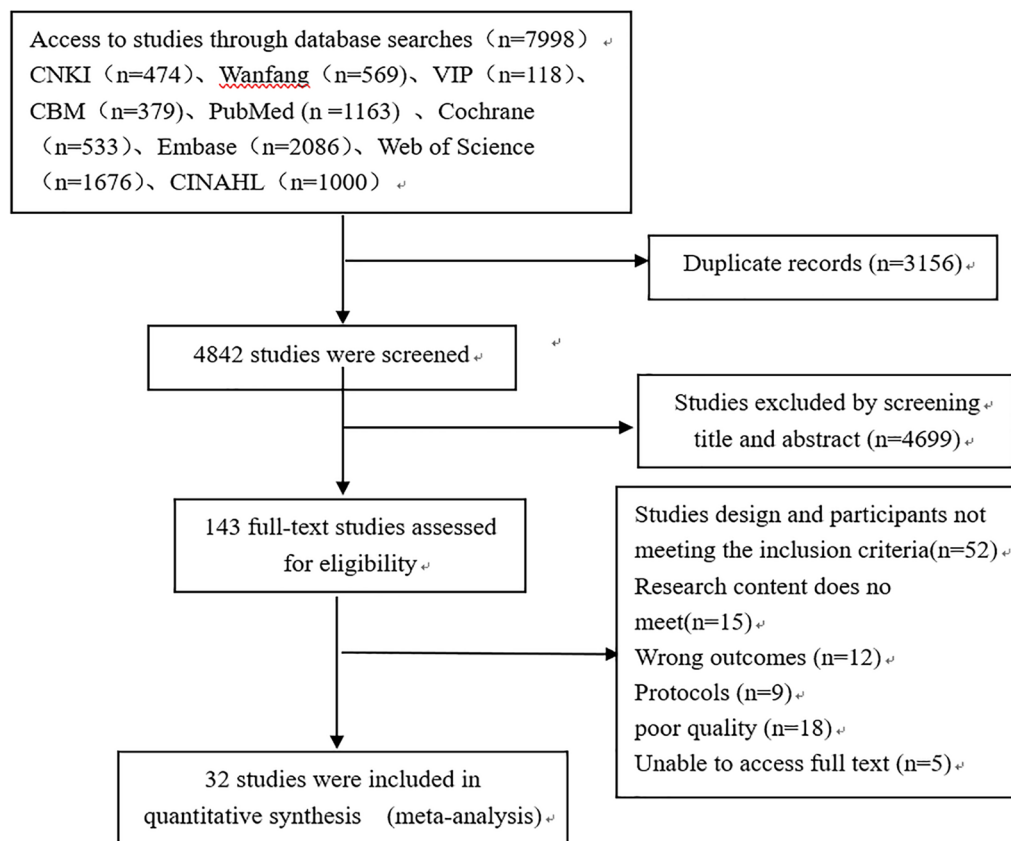 Access to studies through database searches（n=7998）
CNKI（n=474）、Wanfang（n=569）、VIP（n=118）、
CBM（n=379）、PubMed (n =1163) 、Cochrane
（n=533）、Embase（n=2086）、Web of Science
（n=1676）、CINAHL（n=1000）
Duplicate records (n=3156)
4842 studies were screened
Studies excluded by screening
title and abstract (n=4699)
143 full-text studies assessed
for eligibility
Studies design and participants not
meeting the inclusion criteria(n=52)
Research content does no
meet(n=15)
Wrong outcomes (n=12)
Protocols (n=9)
poor quality (n=18)
Unable to access full text (n=5)
32 studies were included in
quantitative synthesis （meta-analysis)